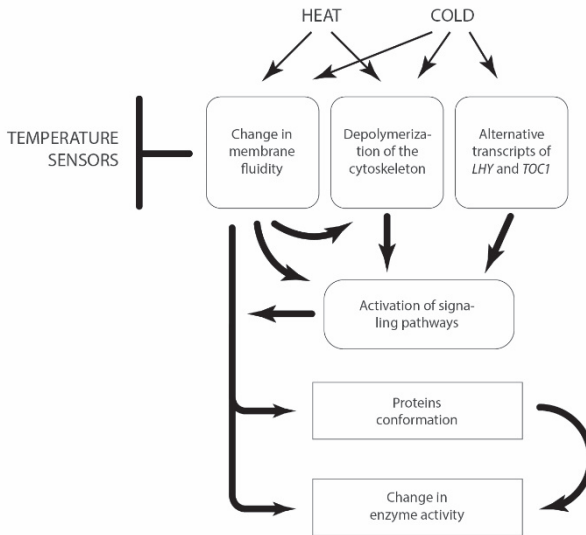 HEAT COLD
TEMPERATURE
SENSORS
Change in
membrane
fluidity
Depolymeriza-
tion of the
cytoskeleton
Alternative
transcripts of
LHY and TOC1
Activation of signa-
ling pathways
Proteins
conformation
Change in
enzyme activity